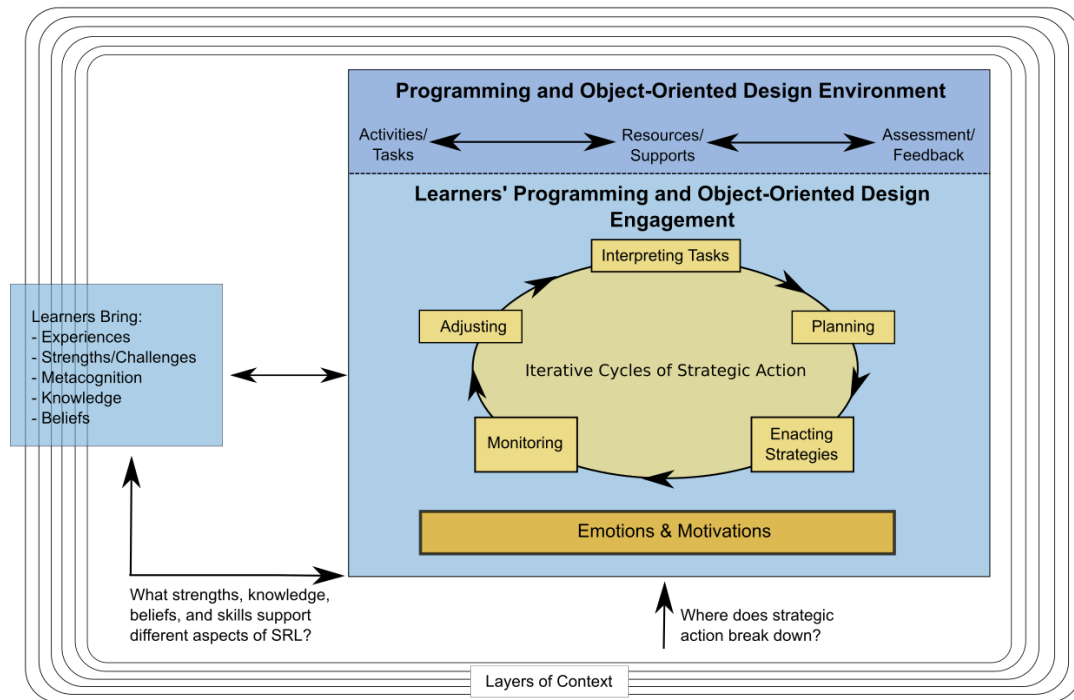 Programming and Object-Oriented Design Environment
Activities/
Tasks
Resources/
Supports
Assessment/
Feedback
Learners' Programming and Object-Oriented Design
Engagement
Interpreting Tasks
Adjusting
Planning
Iterative Cycles of Strategic Action
Monitoring
Enacting
Strategies
Emotions & Motivations
Learners Bring:
- Experiences
- Strengths/Challenges
- Metacognition
- Knowledge
- Beliefs
What strengths, knowledge,
beliefs, and skills support
different aspects of SRL?
Where does strategic
action break down?
Layers of Context